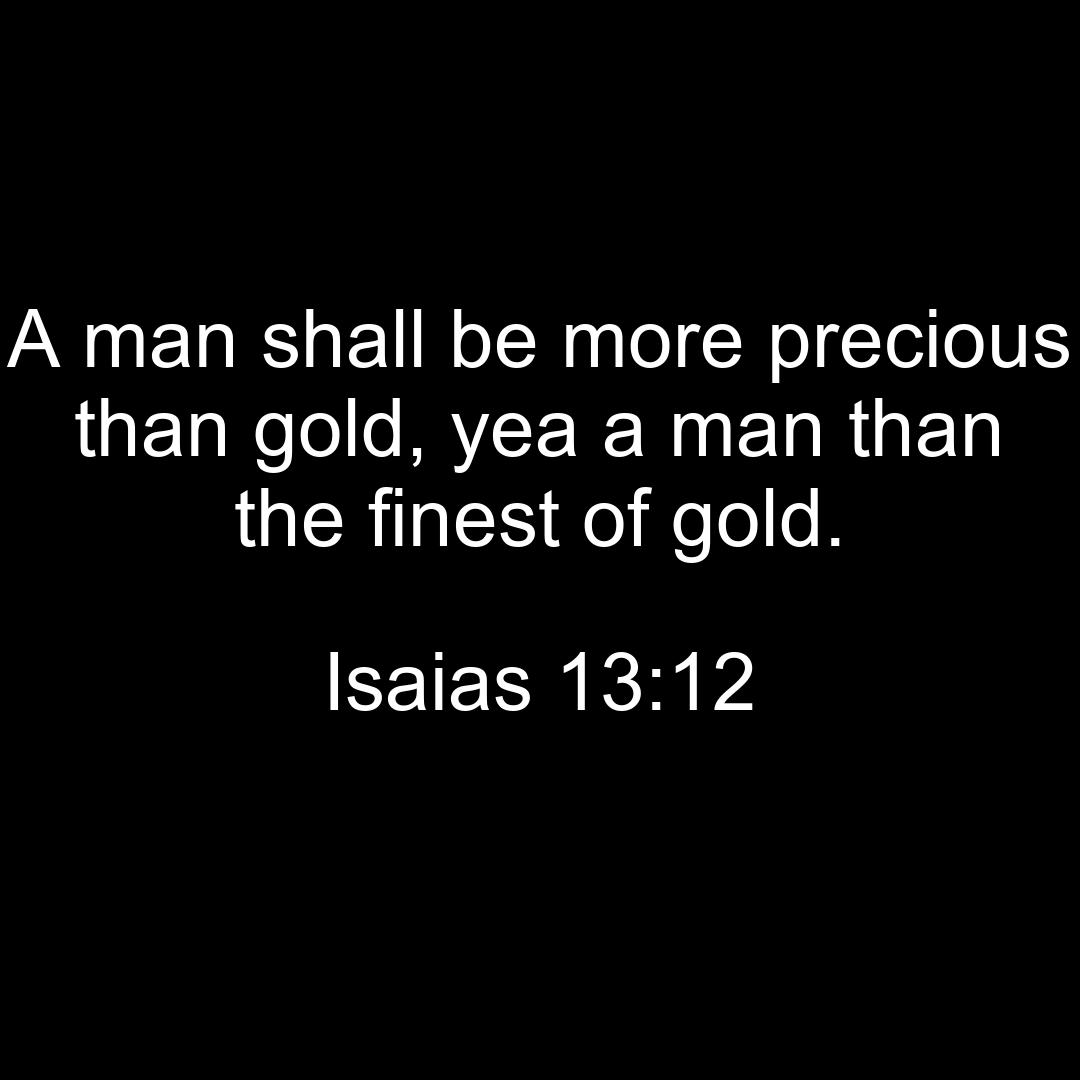 A man shall be more precious
than gold, yea a man than
the finest of gold.
Isaias 13:12